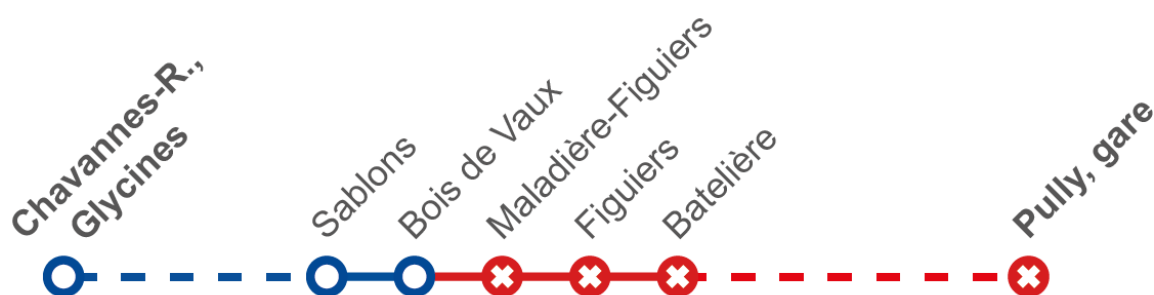 Chavannes-R.,
Glycines
Sablons
Bois de Vaux
Maladière-Figuiers
Figuiers
Batelière
Pully, gare